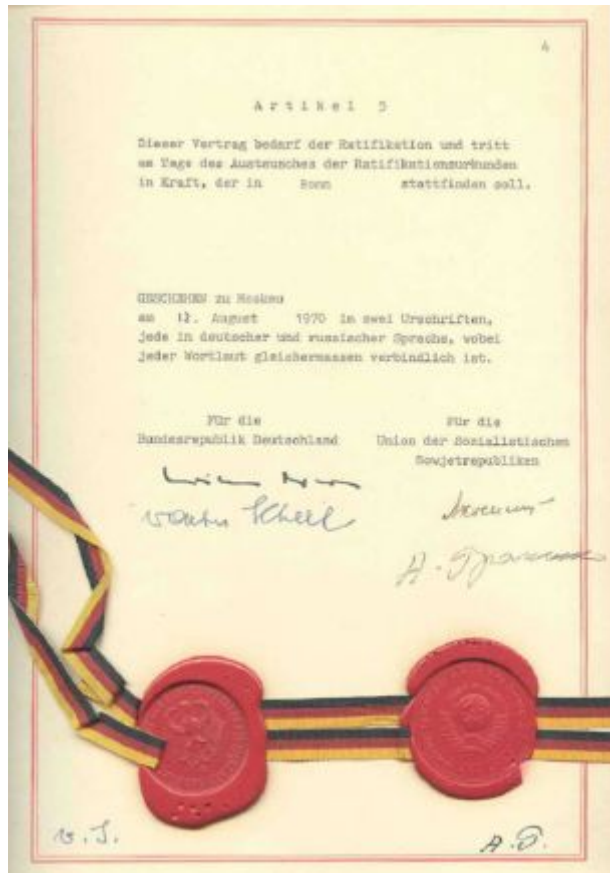 4
Artikel 5
Dieser Vertrag bedarf der Ratifikation und tritt
am Tage des Austausches der Ratifikationsurkunden
in Kraft, der in Bonn stattfinden soll.
GESCHEHEN zu Moskau
am 12. August 1970 in zwei Urschriften,
jede in deutscher und russischer Sprache, wobei
jeder Wortlaut gleichermassen verbindlich ist.
Für die
Bundesrepublik Deutschland
Für die
Union der Sozialistischen
Sowjetrepubliken
Walter Scheel
А. Громыко
W. S.
А. Г.